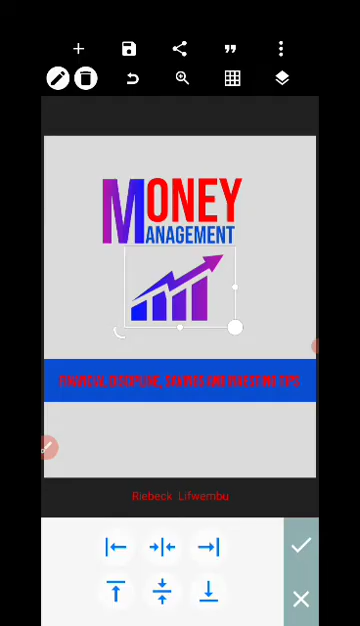 MONEY
MANAGEMENT
FINANCIAL DISCIPLINE, SAVINGS AND INVESTING TIPS
Riebeck Lifwembu